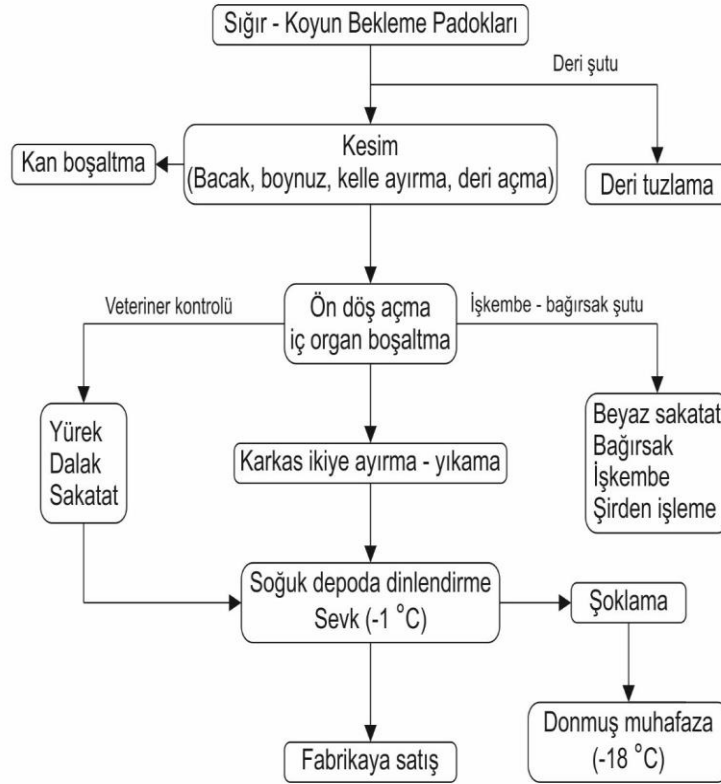 Sığır - Koyun Bekleme Padokları
Deri şutu
Kan boşaltma
Kesim
(Bacak, boynuz, kelle ayırma, deri açma)
Deri tuzlama
Veteriner kontrolü
Ön döş açma
iç organ boşaltma
İşkembe - bağırsak şutu
Yürek
Dalak
Sakatat
Karkas ikiye ayırma - yıkama
Beyaz sakatat
Bağırsak
İşkembe
Şirden işleme
Soğuk depoda dinlendirme
Sevk (-1 °C)
Şoklama
Fabrikaya satış
Donmuş muhafaza
(-18 °C)